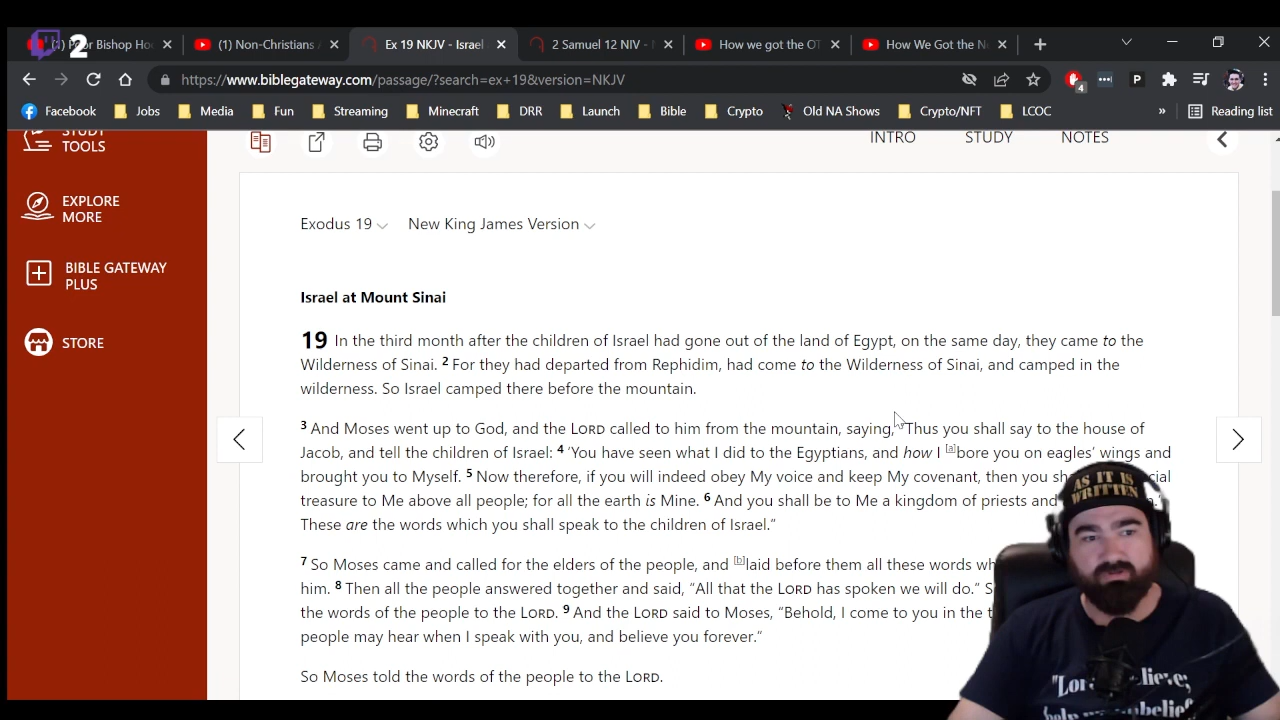 2
) P or Bishop Ho
(1) Non-Christians A
Ex 19 NKJV - Israe
2 Samuel 12 NIV -
How we got the OT
How We Got the N
https://www.biblegateway.com/passage/?search=ex+19&version=NKJV
4
P
Facebook Jobs Media Fun Streaming Minecraft DRR Launch Bible Crypto Old NA Shows Crypto/NFT LCOC » Reading list
STUDY
TOOLS
EXPLORE
MORE
BIBLE GATEWAY
PLUS
STORE
INTRO STUDY NOTES
Exodus 19 New King James Version
Israel at Mount Sinai
19 In the third month after the children of Israel had gone out of the land of Egypt, on the same day, they came to the
Wilderness of Sinai. 2 For they had departed from Rephidim, had come to the Wilderness of Sinai, and camped in the
wilderness. So Israel camped there before the mountain.
3 And Moses went up to God, and the LORD called to him from the mountain, saying, “Thus you shall say to the house of
Jacob, and tell the children of Israel: 4 ‘You have seen what I did to the Egyptians, and how I [a]bore you on eagles’ wings and
brought you to Myself. 5 Now therefore, if you will indeed obey My voice and keep My covenant, then you sh cial
treasure to Me above all people; for all the earth is Mine. 6 And you shall be to Me a kingdom of priests and
These are the words which you shall speak to the children of Israel.”
7 So Moses came and called for the elders of the people, and [b]laid before them all these words wh
him. 8 Then all the people answered together and said, “All that the LORD has spoken we will do.” S
the words of the people to the LORD. 9 And the LORD said to Moses, “Behold, I come to you in the t
people may hear when I speak with you, and believe you forever.”
So Moses told the words of the people to the LORD.
AS IT IS
WRITTEN
"Lor lieve;
help unbelief